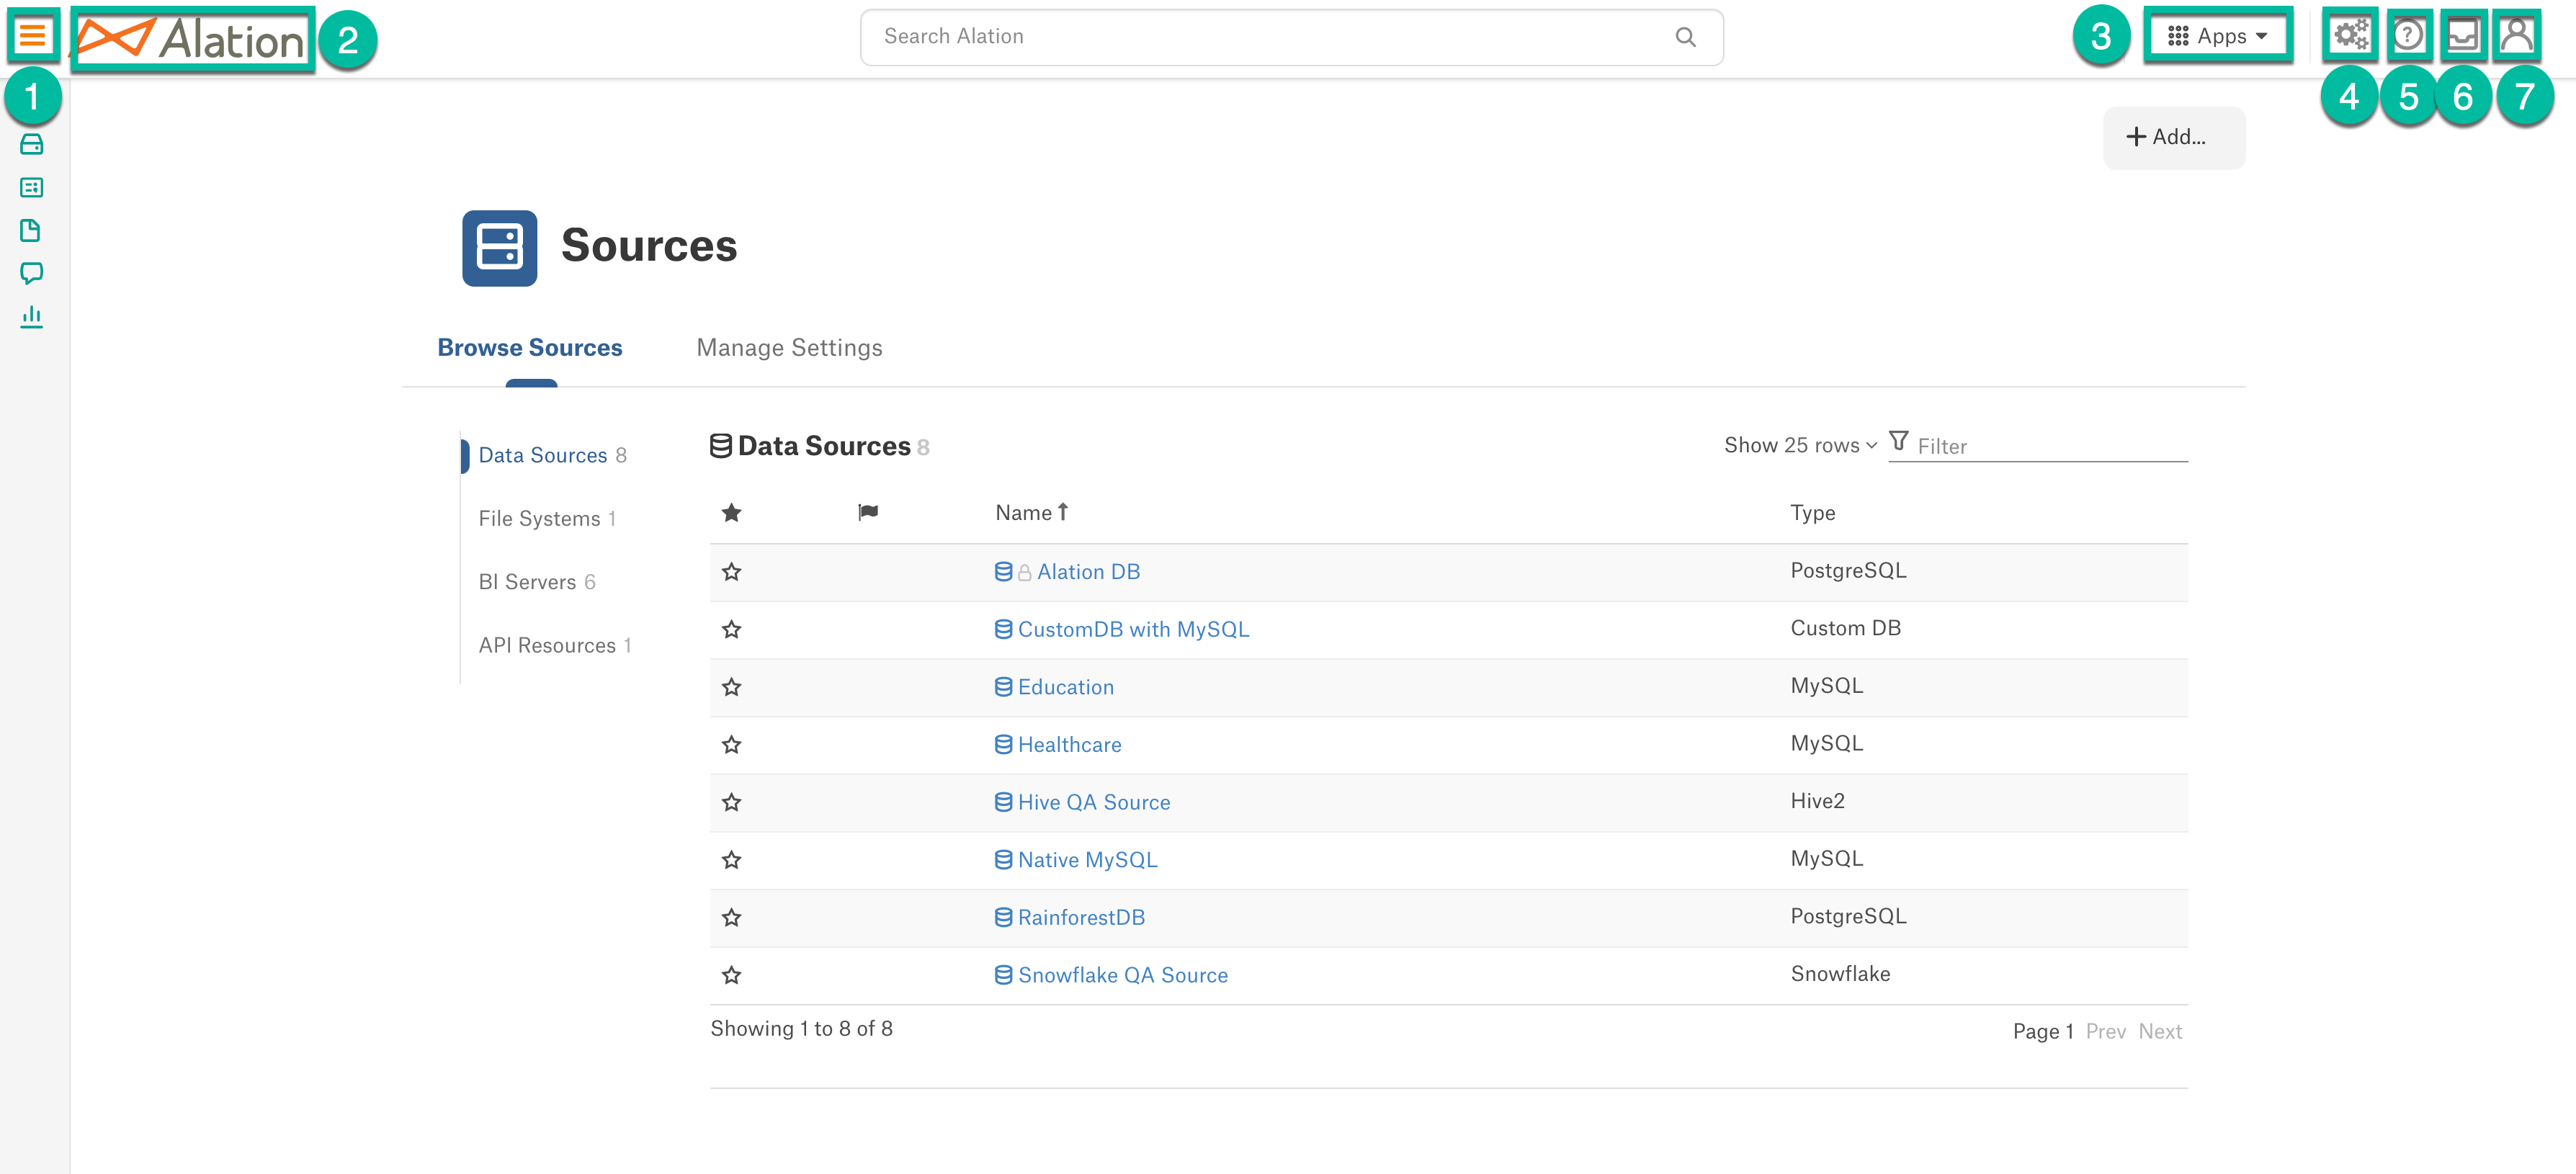 Alation 2 Search Alation 3 Apps
1 4 5 6 7
Add...
Sources
Browse Sources Manage Settings
Data Sources 8
File Systems 1
BI Servers 6
API Resources 1
Data Sources 8 Show 25 rows Filter
Name Type
Alation DB PostgreSQL
CustomDB with MySQL Custom DB
Education MySQL
Healthcare MySQL
Hive QA Source Hive2
Native MySQL MySQL
RainforestDB PostgreSQL
Snowflake QA Source Snowflake
Showing 1 to 8 of 8 Page 1 Prev Next